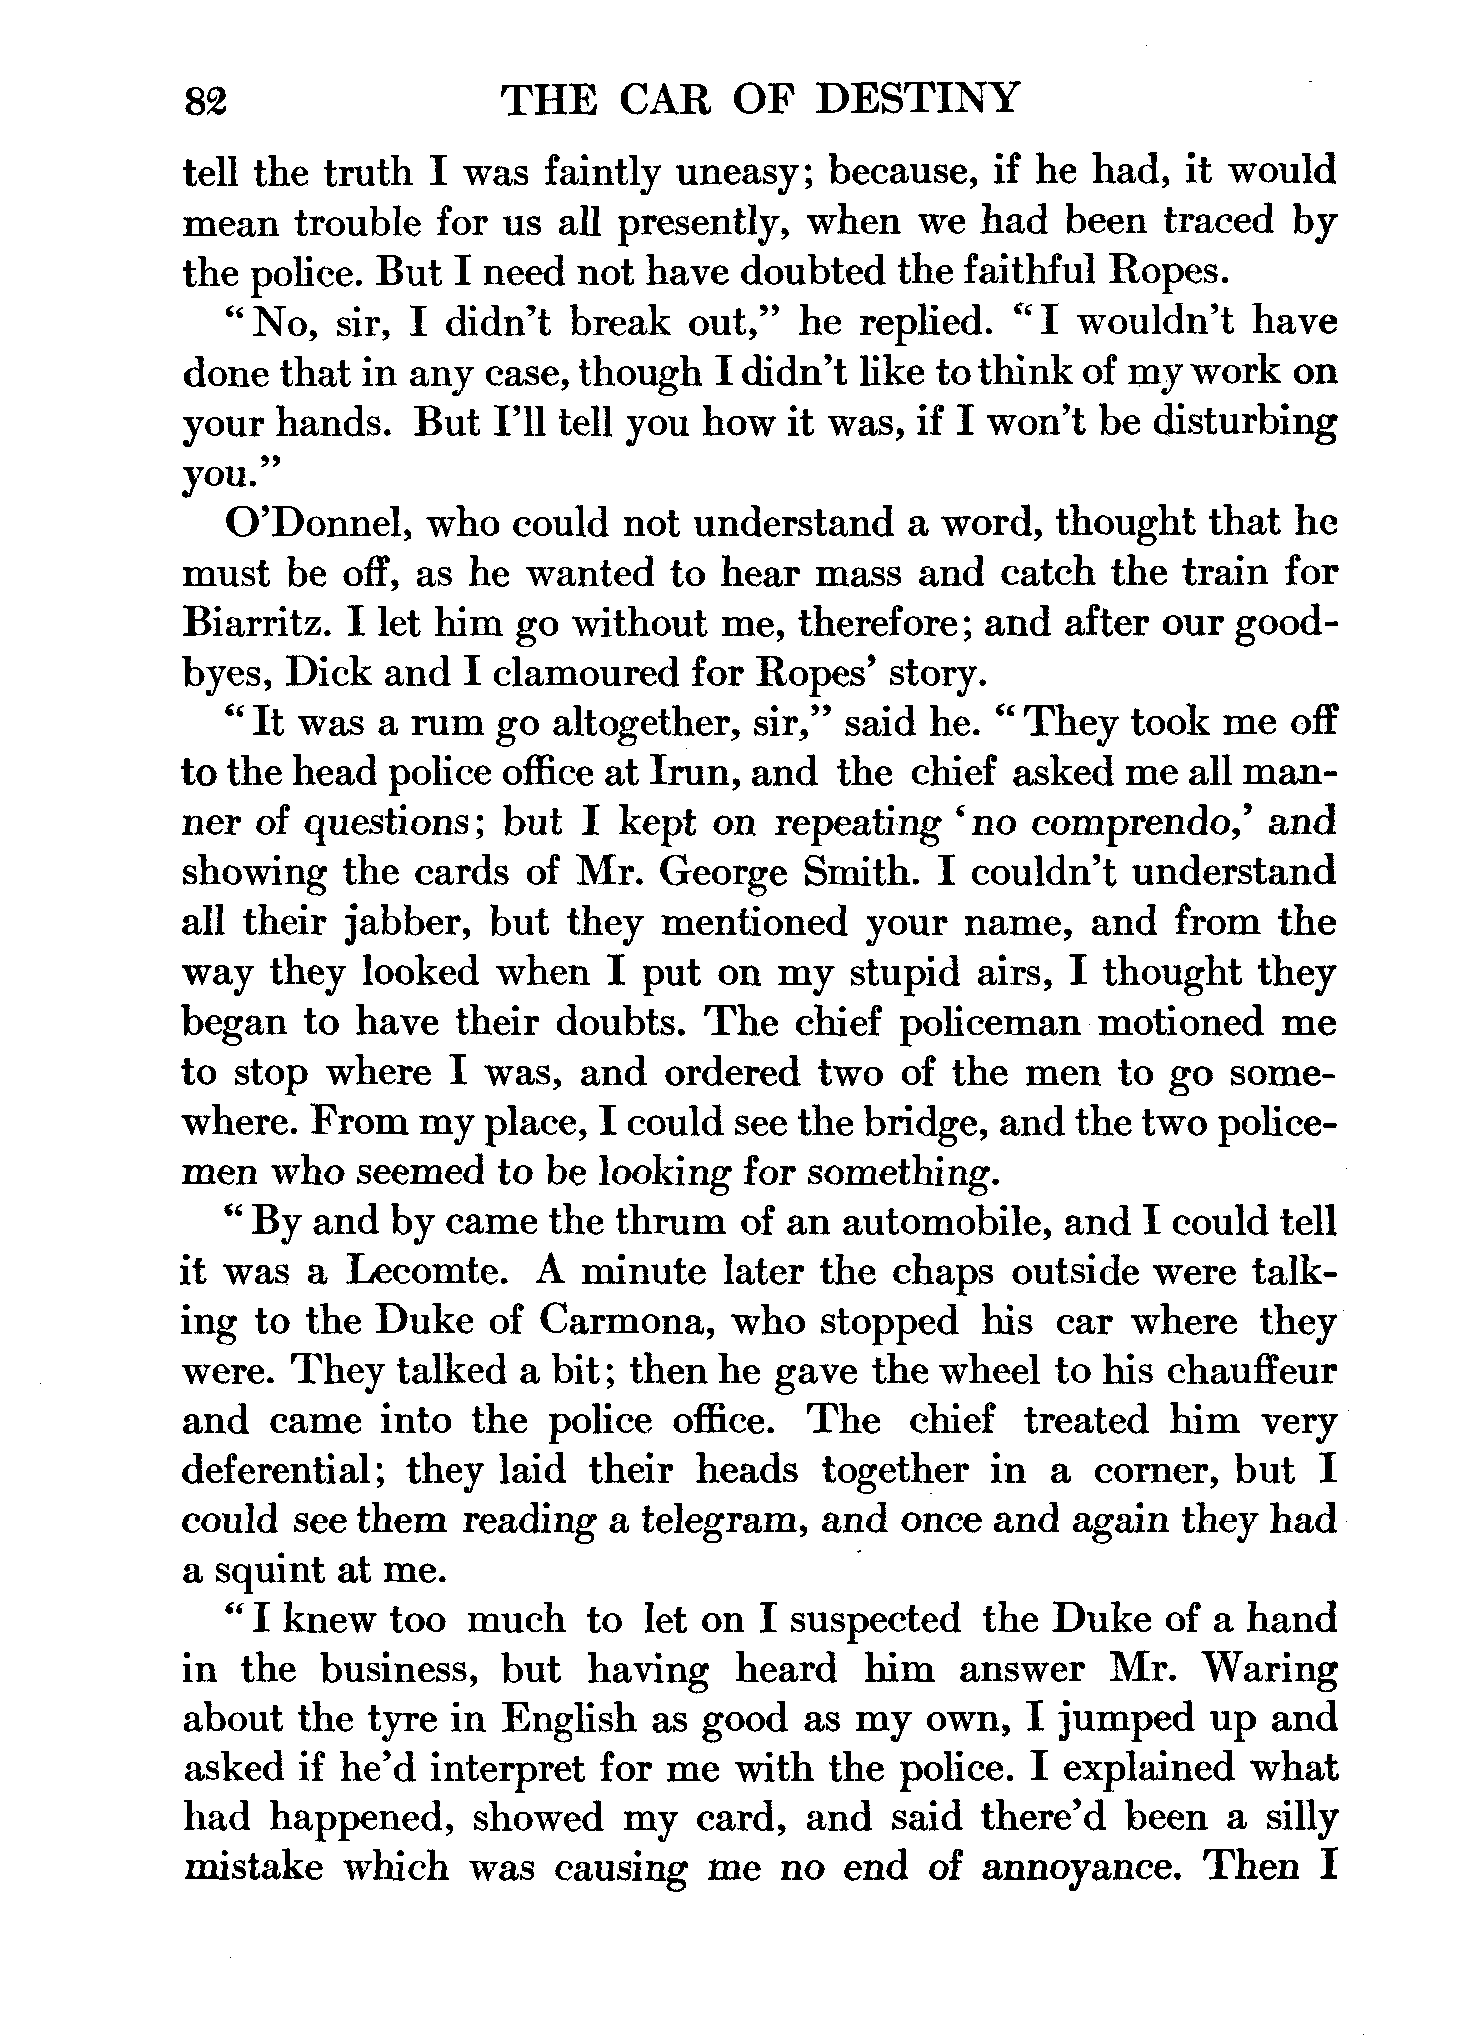 82 THE CAR OF DESTINY
tell the truth I was faintly uneasy; because, if he had, it would
mean trouble for us all presently, when we had been traced by
the police. But I need not have doubted the faithful Ropes.
“No, sir, I didn’t break out,” he replied. “I wouldn’t have
done that in any case, though I didn’t like to think of my work on
your hands. But I’ll tell you how it was, if I won’t be disturbing
you.”
O’Donnel, who could not understand a word, thought that he
must be off, as he wanted to hear mass and catch the train for
Biarritz. I let him go without me, therefore; and after our good-
byes, Dick and I clamoured for Ropes’ story.
“It was a rum go altogether, sir,” said he. “They took me off
to the head police office at Irun, and the chief asked me all man-
ner of questions; but I kept on repeating ‘no comprendo,’ and
showing the cards of Mr. George Smith. I couldn’t understand
all their jabber, but they mentioned your name, and from the
way they looked when I put on my stupid airs, I thought they
began to have their doubts. The chief policeman motioned me
to stop where I was, and ordered two of the men to go some-
where. From my place, I could see the bridge, and the two police-
men who seemed to be looking for something.
“By and by came the thrum of an automobile, and I could tell
it was a Lecomte. A minute later the chaps outside were talk-
ing to the Duke of Carmona, who stopped his car where they
were. They talked a bit; then he gave the wheel to his chauffeur
and came into the police office. The chief treated him very
deferential; they laid their heads together in a corner, but I
could see them reading a telegram, and once and again they had
a squint at me.
“I knew too much to let on I suspected the Duke of a hand
in the business, but having heard him answer Mr. Waring
about the tyre in English as good as my own, I jumped up and
asked if he’d interpret for me with the police. I explained what
had happened, showed my card, and said there’d been a silly
mistake which was causing me no end of annoyance. Then I